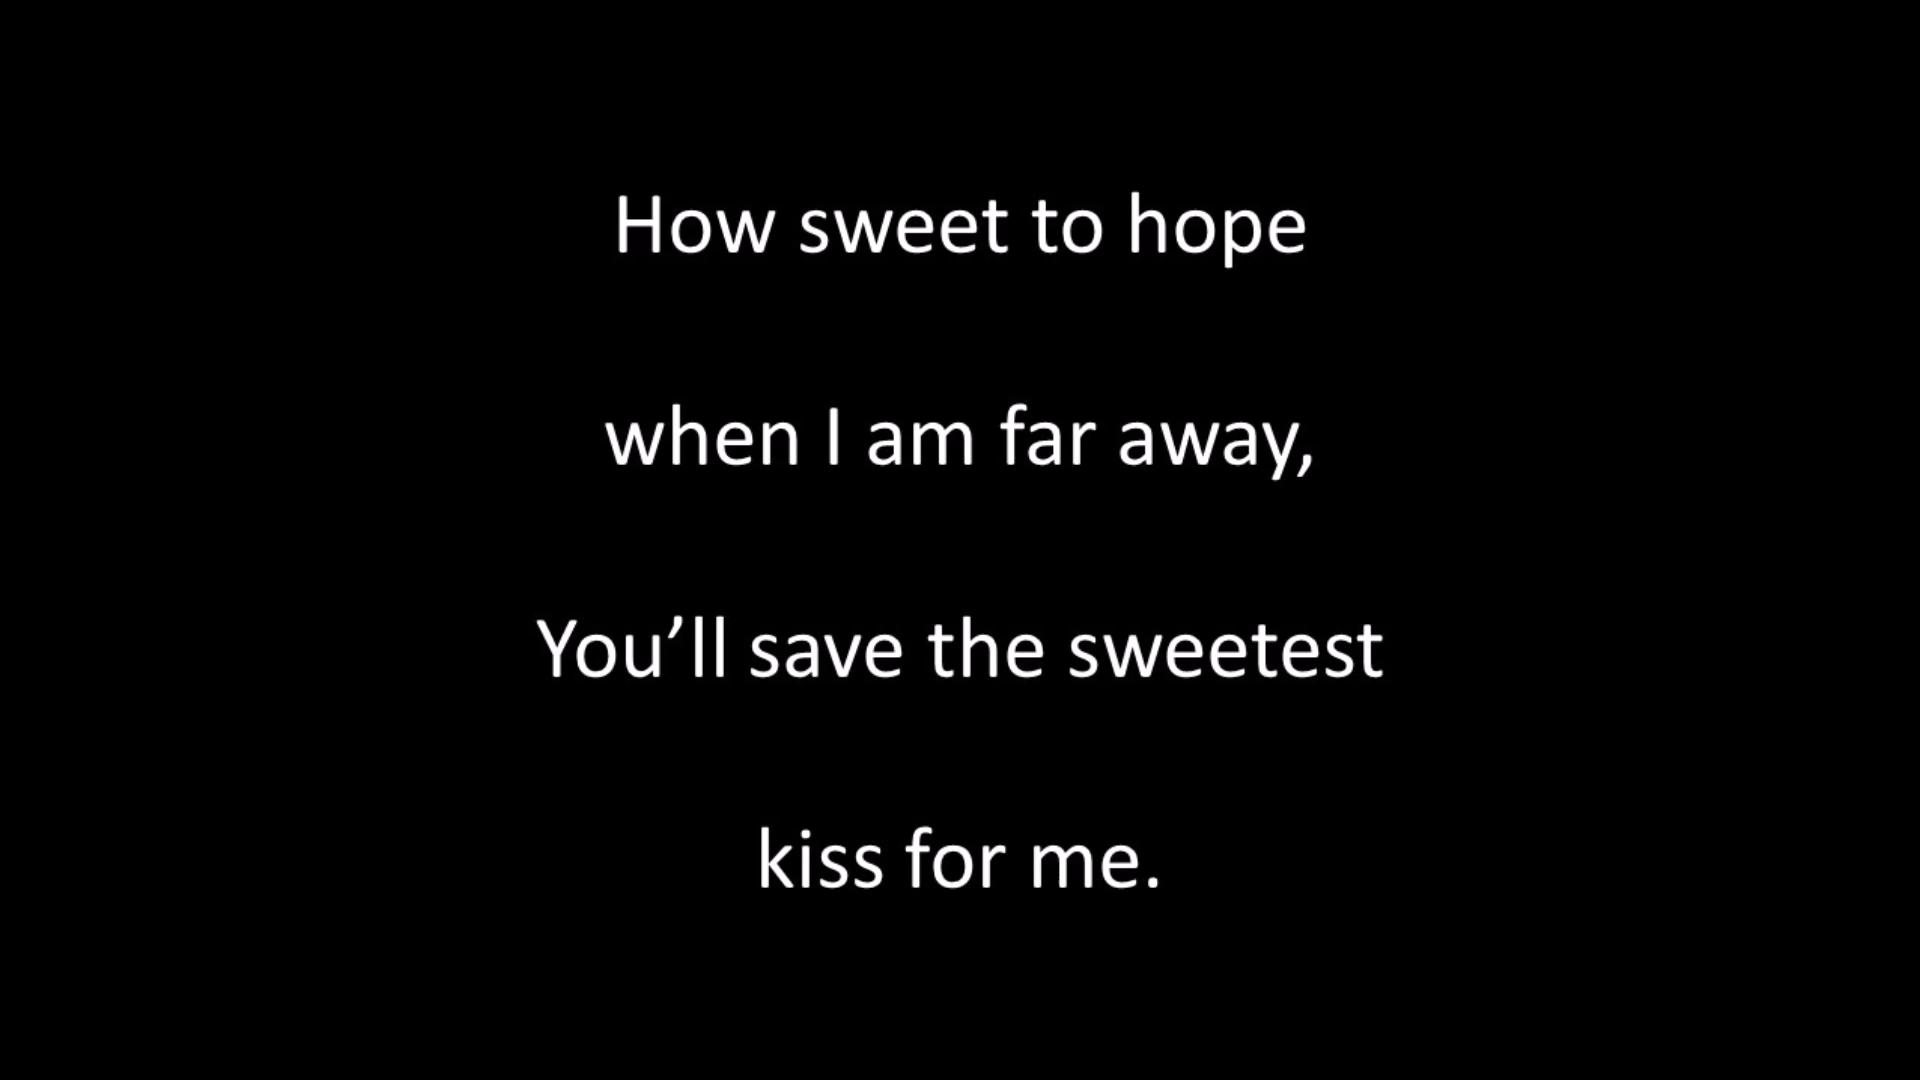 How sweet to hope
when I am far away,
You’ll save the sweetest
kiss for me.